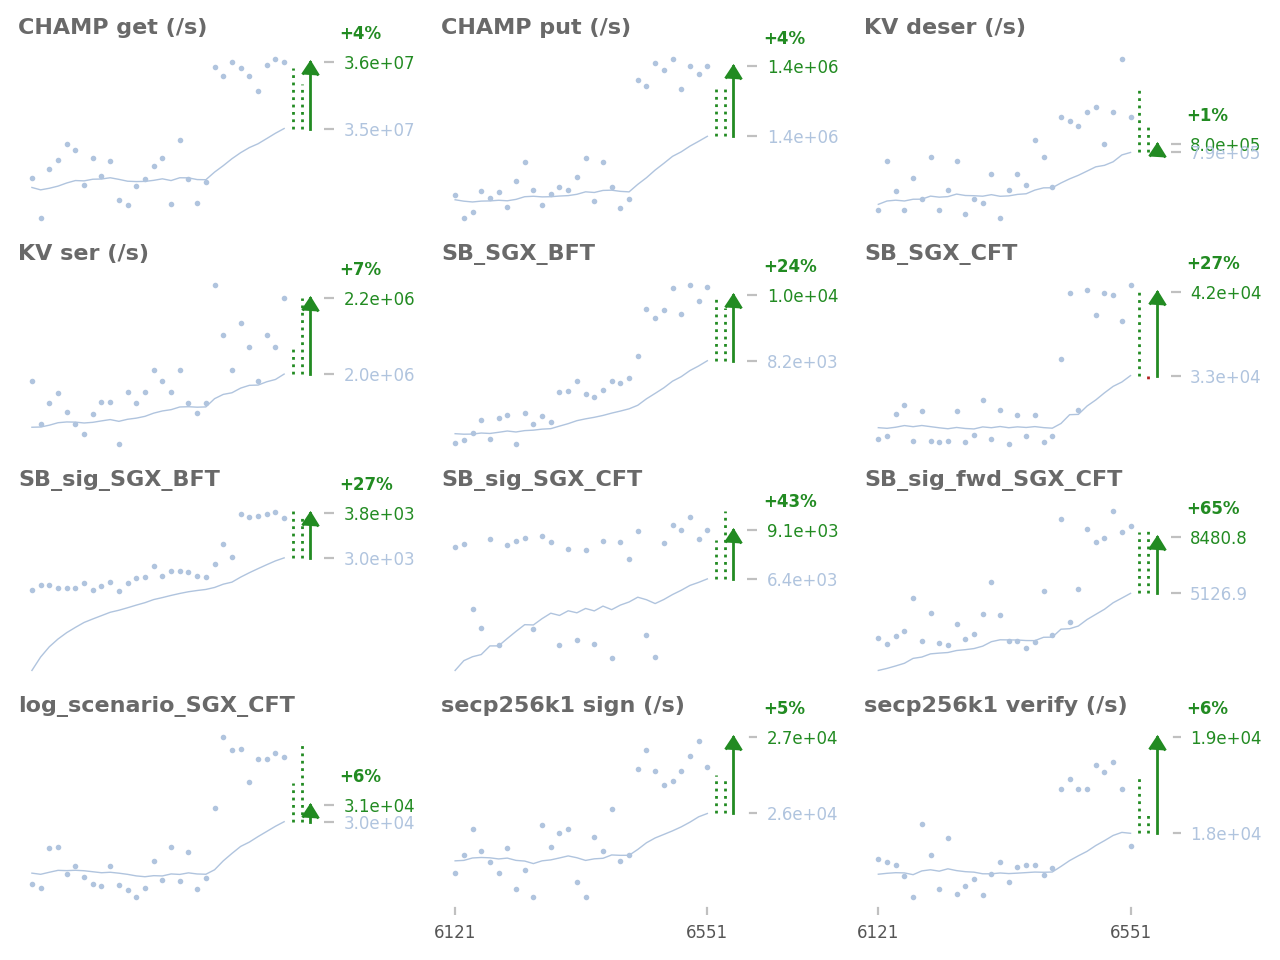 CHAMP get (/s)
+4%
3.6e+07
3.5e+07
CHAMP put (/s)
+4%
1.4e+06
1.4e+06
KV deser (/s)
+1%
8.0e+05
7.9e+05
KV ser (/s)
+7%
2.2e+06
2.0e+06
SB_SGX_BFT
+24%
1.0e+04
8.2e+03
SB_SGX_CFT
+27%
4.2e+04
3.3e+04
SB_sig_SGX_BFT
+27%
3.8e+03
3.0e+03
SB_sig_SGX_CFT
+43%
9.1e+03
6.4e+03
SB_sig_fwd_SGX_CFT
+65%
8480.8
5126.9
log_scenario_SGX_CFT
+6%
3.1e+04
3.0e+04
secp256k1 sign (/s)
+5%
2.7e+04
2.6e+04
6121
6551
secp256k1 verify (/s)
+6%
1.9e+04
1.8e+04
6121
6551